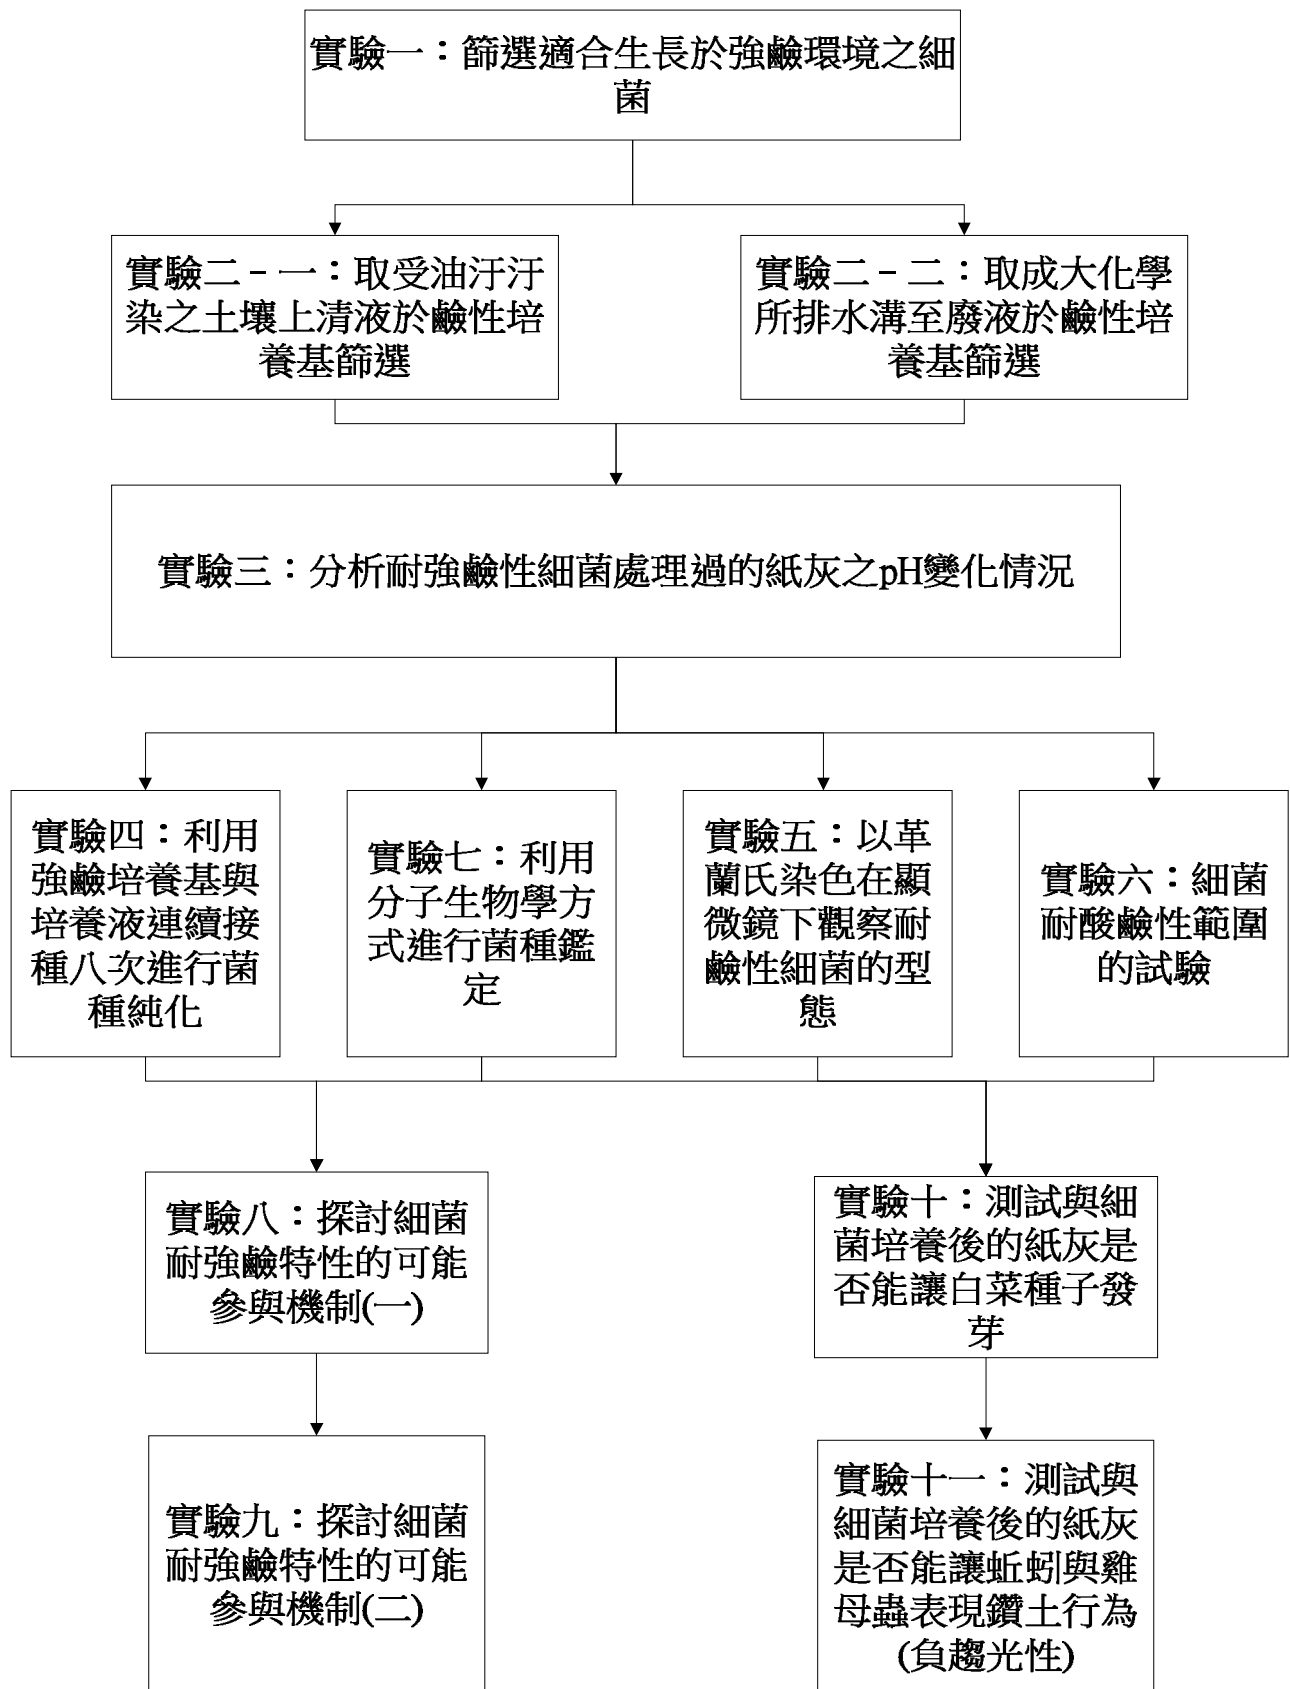 實驗一：篩選適合生長於強鹼環境之細
菌
實驗二－一：取受油汙汙
染之土壤上清液於鹼性培
養基篩選
實驗二－二：取成大化學
所排水溝至廢液於鹼性培
養基篩選
實驗三：分析耐強鹼性細菌處理過的紙灰之pH變化情況
實驗四：利用
強鹼培養基與
培養液連續接
種八次進行菌
種純化
實驗七：利用
分子生物學方
式進行菌種鑑
定
實驗五：以革
蘭氏染色在顯
微鏡下觀察耐
鹼性細菌的型
態
實驗六：細菌
耐酸鹼性範圍
的試驗
實驗八：探討細菌
耐強鹼特性的可能
參與機制(一)
實驗十：測試與細
菌培養後的紙灰是
否能讓白菜種子發
芽
實驗九：探討細菌
耐強鹼特性的可能
參與機制(二)
實驗十一：測試與
細菌培養後的紙灰
是否能讓蚯蚓與雞
母蟲表現鑽土行為
(負趨光性)